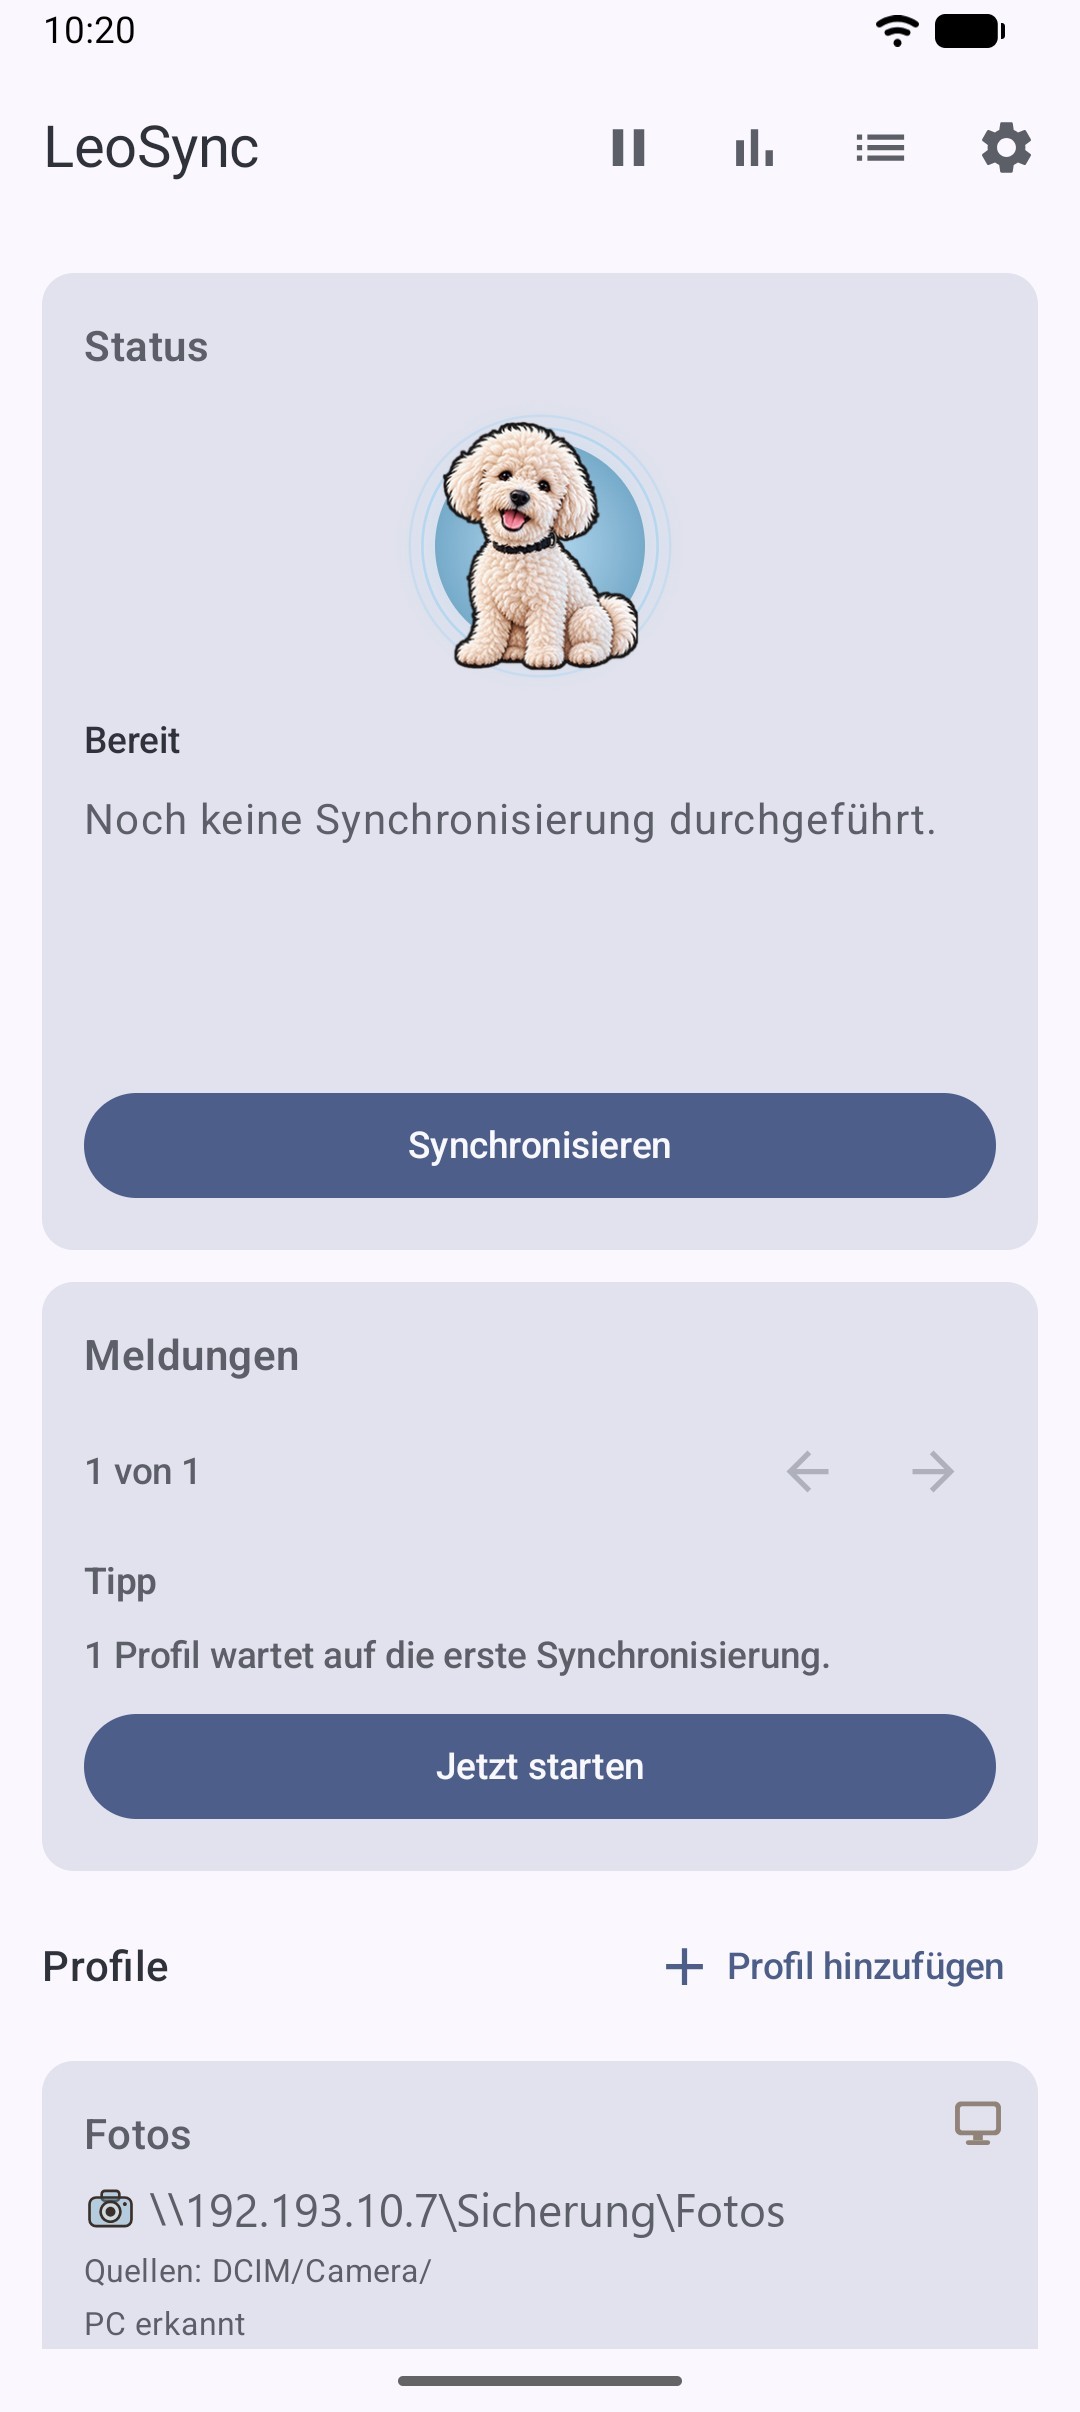 10:20
LeoSync
Status
Bereit
Noch keine Synchronisierung durchgeführt.
Synchronisieren
Meldungen
1 von 1
Tipp
1 Profil wartet auf die erste Synchronisierung.
Jetzt starten
Profile
Profil hinzufügen
Fotos
\\192.193.10.7\Sicherung\Fotos
Quellen: DCIM/Camera/
PC erkannt